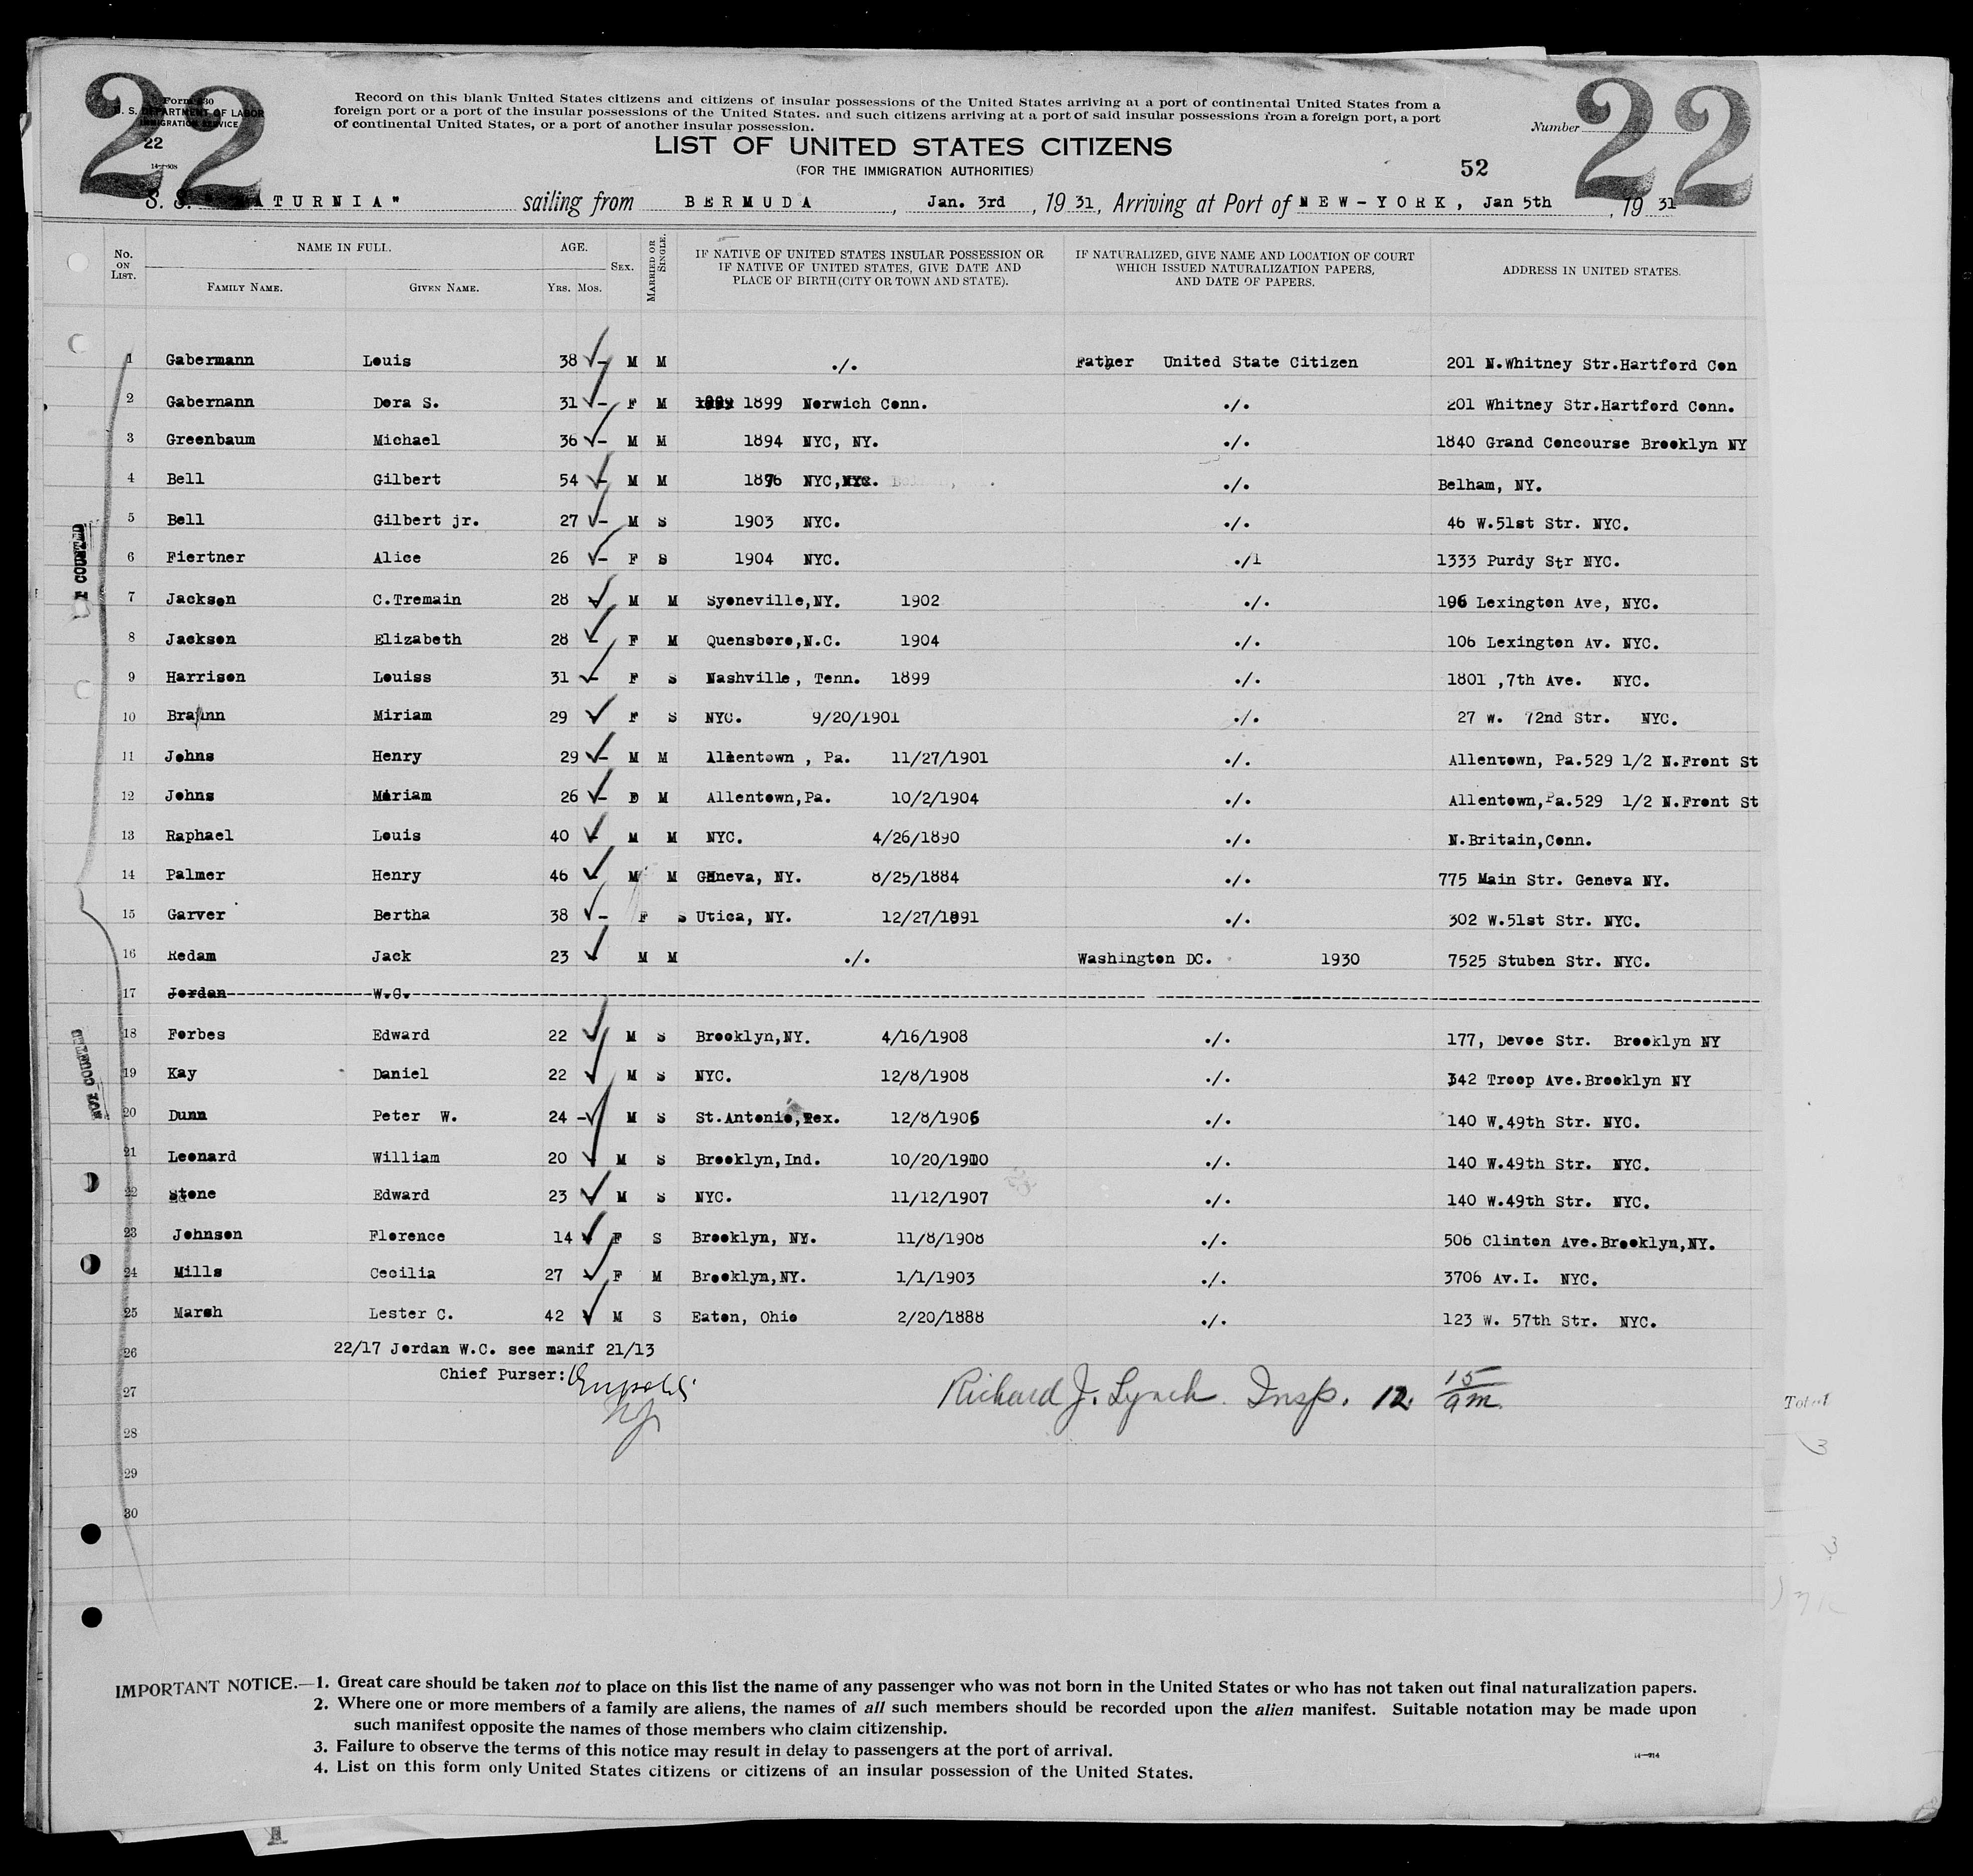 22
22
Form 630
U. S. DEPARTMENT OF LABOR
IMMIGRATION SERVICE
22
Record on this blank United States citizens and citizens of insular possessions of the United States arriving at a port of continental United States from a
foreign port or a port of the insular possessions of the United States. and such citizens arriving at a port of said insular possessions from a foreign port, a port
of continental United States, or a port of another insular possession.
Number
LIST OF UNITED STATES CITIZENS
(FOR THE IMMIGRATION AUTHORITIES)
52
S. S. "SATURNIA" sailing from BERMUDA, Jan. 3rd, 19 31, Arriving at Port of NEW-YORK, Jan 5th, 19 31
No. ON LIST. NAME IN FULL. FAMILY NAME. GIVEN NAME. AGE. YRS. MOS. SEX. MARRIED OR SINGLE. IF NATIVE OF UNITED STATES INSULAR POSSESSION OR IF NATIVE OF UNITED STATES, GIVE DATE AND PLACE OF BIRTH (CITY OR TOWN AND STATE). IF NATURALIZED, GIVE NAME AND LOCATION OF COURT WHICH ISSUED NATURALIZATION PAPERS, AND DATE OF PAPERS. ADDRESS IN UNITED STATES.
1 Gabermann Louis 38 - M M ./. Father United State Citizen 201 N.Whitney Str.Hartford Con
2 Gabernann Dora S. 31 - F M 1899 Norwich Conn. ./. 201 Whitney Str.Hartford Conn.
3 Greenbaum Michael 36 - M M 1894 NYC, NY. ./. 1840 Grand Concourse Brooklyn NY
4 Bell Gilbert 54 - M M 1876 NYC, ./. Belham, NY.
5 Bell Gilbert jr. 27 - M S 1903 NYC. ./. 46 W.51st Str. NYC.
6 Fiertner Alice 26 - F S 1904 NYC. ./1 1333 Purdy Str NYC.
7 Jackson C.Tremain 28 - M M Syoneville,NY. 1902 ./. 106 Lexington Ave, NYC.
8 Jackson Elizabeth 28 - F M Quensboro,N.C. 1904 ./. 106 Lexington Av. NYC.
9 Harrison Louiss 31 - F S Nashville, Tenn. 1899 ./. 1801 ,7th Ave. NYC.
10 Braunn Miriam 29 F S NYC. 9/20/1901 ./. 27 W. 72nd Str. NYC.
11 Johns Henry 29 - M M Allentown , Pa. 11/27/1901 ./. Allentown, Pa.529 1/2 N.Front St
12 Johns Miriam 26 - F M Allentown,Pa. 10/2/1904 ./. Allentown,Pa.529 1/2 N.Front St
13 Raphael Louis 40 - M M NYC. 4/26/1890 ./. N.Britain,Conn.
14 Palmer Henry 46 - M M Geneva, NY. 8/25/1884 ./. 775 Main Str. Geneva NY.
15 Garver Bertha 38 - F S Utica, NY. 12/27/1891 ./. 302 W.51st Str. NYC.
16 Redam Jack 23 - M M ./. Washington DC. 1930 7525 Stuben Str. NYC.
17 Jordan W.C.
18 Forbes Edward 22 - M S Brooklyn,NY. 4/16/1908 ./. 177, Devoe Str. Brooklyn NY
19 Kay Daniel 22 - M S NYC. 12/8/1908 ./. 342 Troop Ave.Brooklyn NY
20 Dunn Peter W. 24 - M S St.Antonio,Tex. 12/8/1906 ./. 140 W.49th Str. NYC.
21 Leonard William 20 - M S Brooklyn,Ind. 10/20/1910 ./. 140 W.49th Str. NYC.
22 Stone Edward 23 - M S NYC. 11/12/1907 ./. 140 W.49th Str. NYC.
23 Johnson Florence 14 - F S Brooklyn, NY. 11/8/1908 ./. 506 Clinton Ave.Brooklyn,NY.
24 Mills Cecilia 27 - F M Brooklyn,NY. 1/1/1903 ./. 3706 Av.I. NYC.
25 Marsh Lester C. 42 - M S Eaton, Ohio 2/20/1888 ./. 123 W. 57th Str. NYC.
26 22/17 Jordan W.C. see manif 21/13
Chief Purser:
27 Richard J. Lynch. Insp. 12 15/am
28
29
30
Total
IMPORTANT NOTICE.—1. Great care should be taken not to place on this list the name of any passenger who was not born in the United States or who has not taken out final naturalization papers.
2. Where one or more members of a family are aliens, the names of all such members should be recorded upon the alien manifest. Suitable notation may be made upon
such manifest opposite the names of those members who claim citizenship.
3. Failure to observe the terms of this notice may result in delay to passengers at the port of arrival.
4. List on this form only United States citizens or citizens of an insular possession of the United States.
14—914